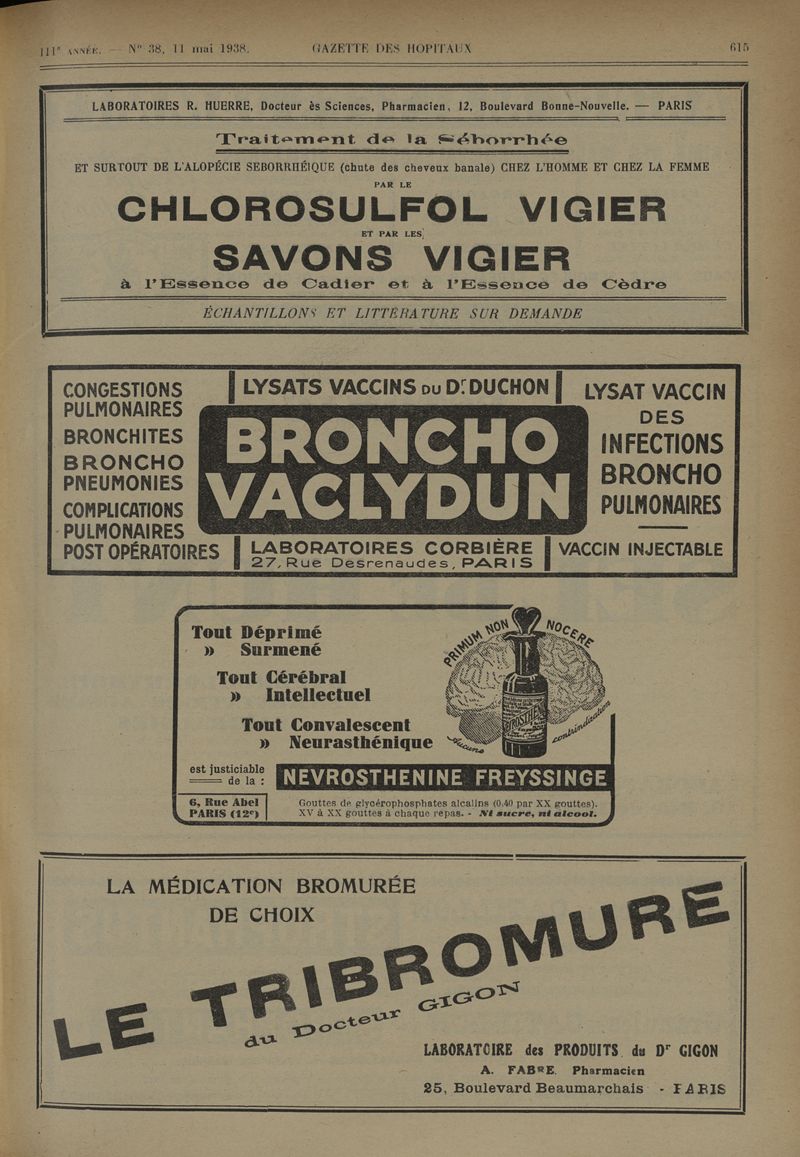 111e ANNÉE. — No 38, 11 mai 1938. GAZETTE DES HOPITAUX 615
LABORATOIRES R. HUERRE, Docteur ès Sciences, Pharmacien, 12, Boulevard Bonne-Nouvelle. — PARIS
Traitement de la Séborrhée
ET SURTOUT DE L'ALOPÉCIE SEBORRHÉIQUE (chute des cheveux banale) CHEZ L'HOMME ET CHEZ LA FEMME
PAR LE
CHLOROSULFOL VIGIER
ET PAR LES
SAVONS VIGIER
à l'Essence de Cadier et à l'Essence de Cèdre
ÉCHANTILLONS ET LITTÉRATURE SUR DEMANDE
CONGESTIONS
PULMONAIRES
BRONCHITES
BRONCHO
PNEUMONIES
COMPLICATIONS
PULMONAIRES
POST OPÉRATOIRES
LYSATS VACCINS DU Dr DUCHON
BRONCHO
VACLYDUN
LABORATOIRES CORBIÈRE
27, Rue Desrenaudes, PARIS
LYSAT VACCIN
DES
INFECTIONS
BRONCHO
PULMONAIRES
VACCIN INJECTABLE
Tout Déprimé
» Surmené
Tout Cérébral
» Intellectuel
Tout Convalescent
» Neurasthénique
PRIMUM NON NOCERE
Aucune contrindication
est justiciable
de la :
NEVROSTHENINE FREYSSINGE
6, Rue Abel
PARIS (12e)
Gouttes de glycérophosphates alcalins (0,40 par XX gouttes).
XV à XX gouttes à chaque repas. - Ni sucre, ni alcool.
LA MÉDICATION BROMURÉE
DE CHOIX
LE TRIBROMURE
du Docteur GIGON
LABORATOIRE des PRODUITS du Dr GIGON
A. FABRE. Pharmacien
25, Boulevard Beaumarchais - PARIS